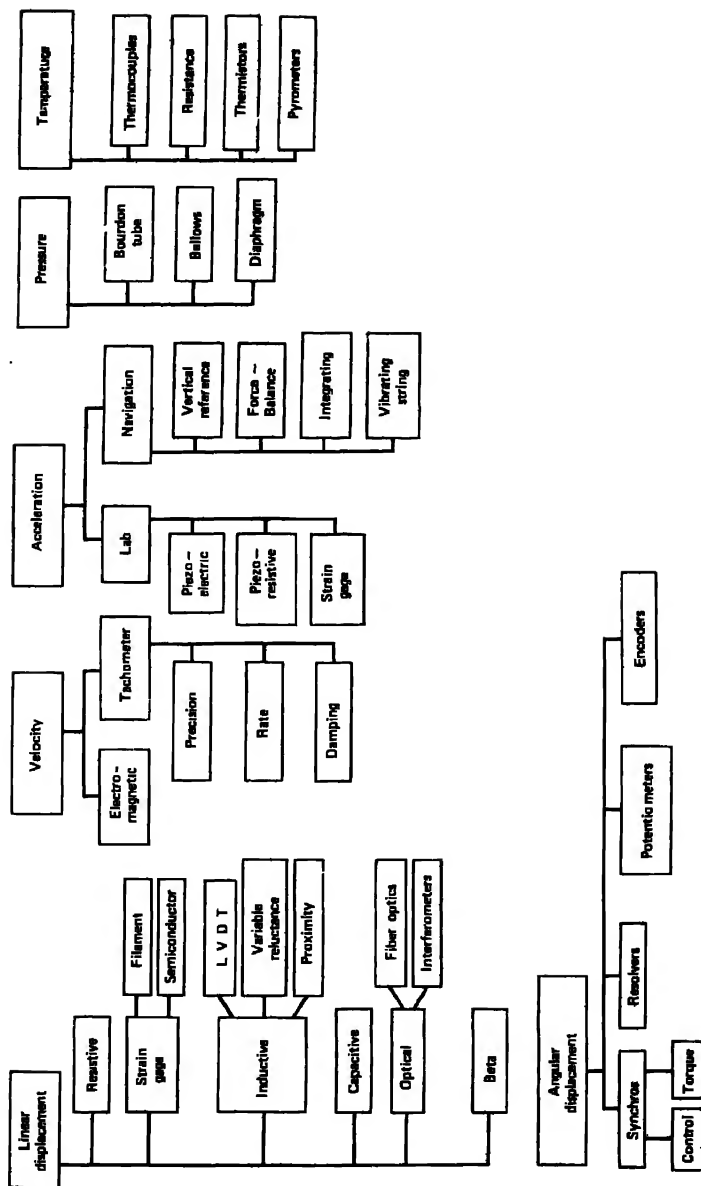 Linear
displacement
Resistive
Strain
gage
Filament
Semiconductor
Inductive
L V D T
Variable
reluctance
Proximity
Capacitive
Optical
Fiber optics
Interferometers
Beta
Velocity
Electro –
magnetic
Tachometer
Precision
Rate
Damping
Acceleration
Lab
Piezo –
electric
Piezo –
resistive
Strain
gage
Navigation
Vertical
reference
Force –
Balance
Integrating
Vibrating
string
Pressure
Bourdon
tube
Bellows
Diaphragm
Temperature
Thermocouples
Resistance
Thermistors
Pyrometers
Angular
displacement
Synchros
Control
Torque
Resolvers
Potentio meters
Encoders